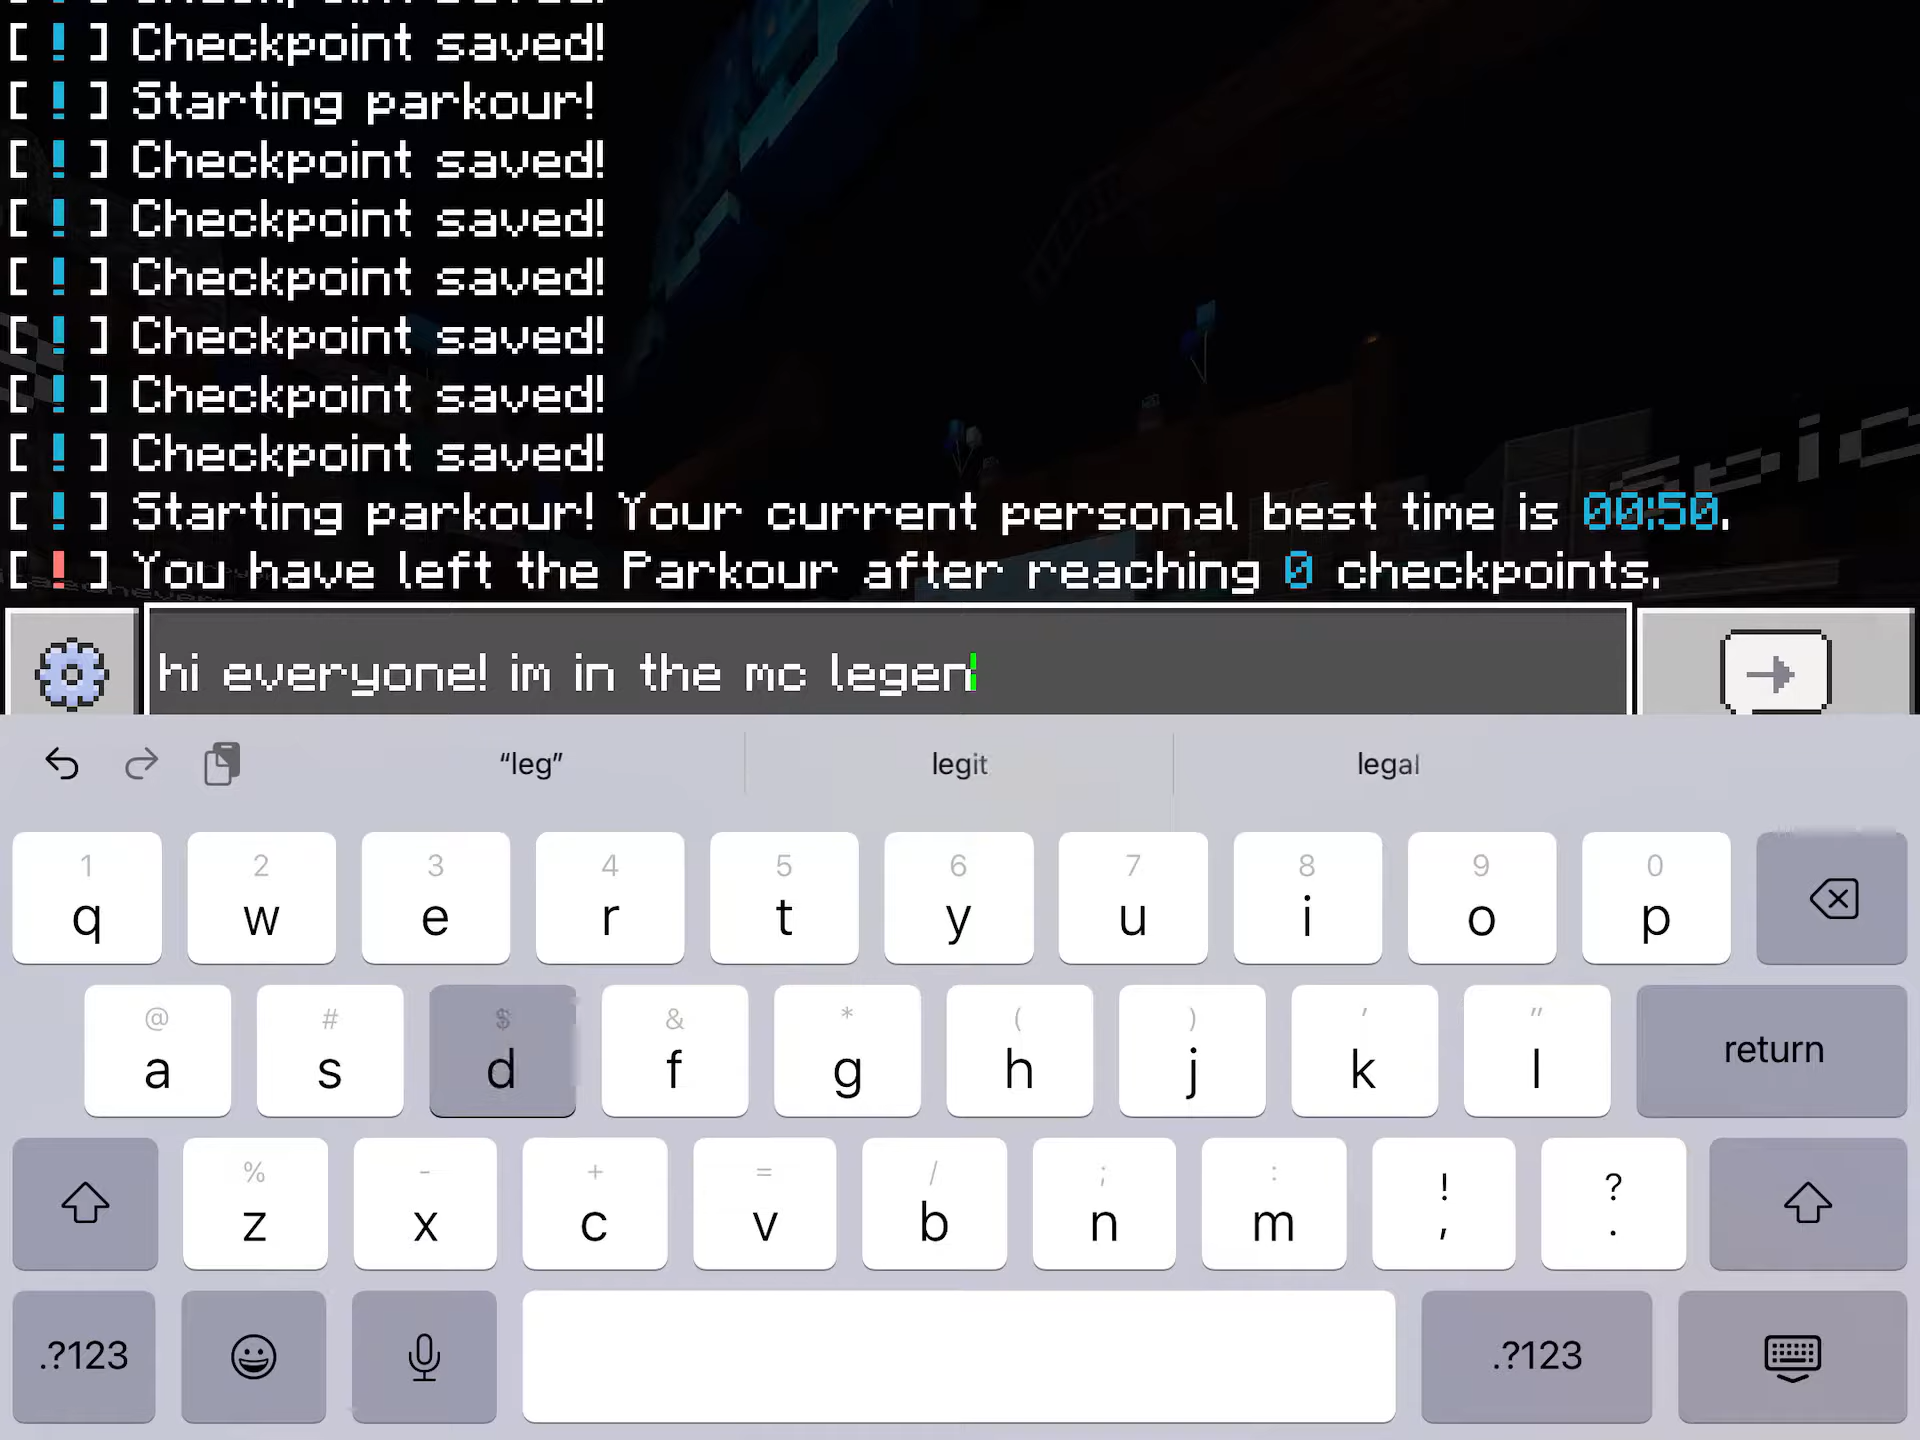 [ ! ] Checkpoint saved!
[ ! ] Starting parkour!
[ ! ] Checkpoint saved!
[ ! ] Checkpoint saved!
[ ! ] Checkpoint saved!
[ ! ] Checkpoint saved!
[ ! ] Checkpoint saved!
[ ! ] Checkpoint saved!
[ ! ] Starting parkour! Your current personal best time is 00:50.
[ ! ] You have left the Parkour after reaching 0 checkpoints.
hi everyone! im in the mc legen
“leg” legit legal
1 2 3 4 5 6 7 8 9 0
q w e r t y u i o p
@ # $ & * ( ) ' "
a s d f g h j k l return
% - + = / ; : ! ?
z x c v b n m , .
.?123 .?123